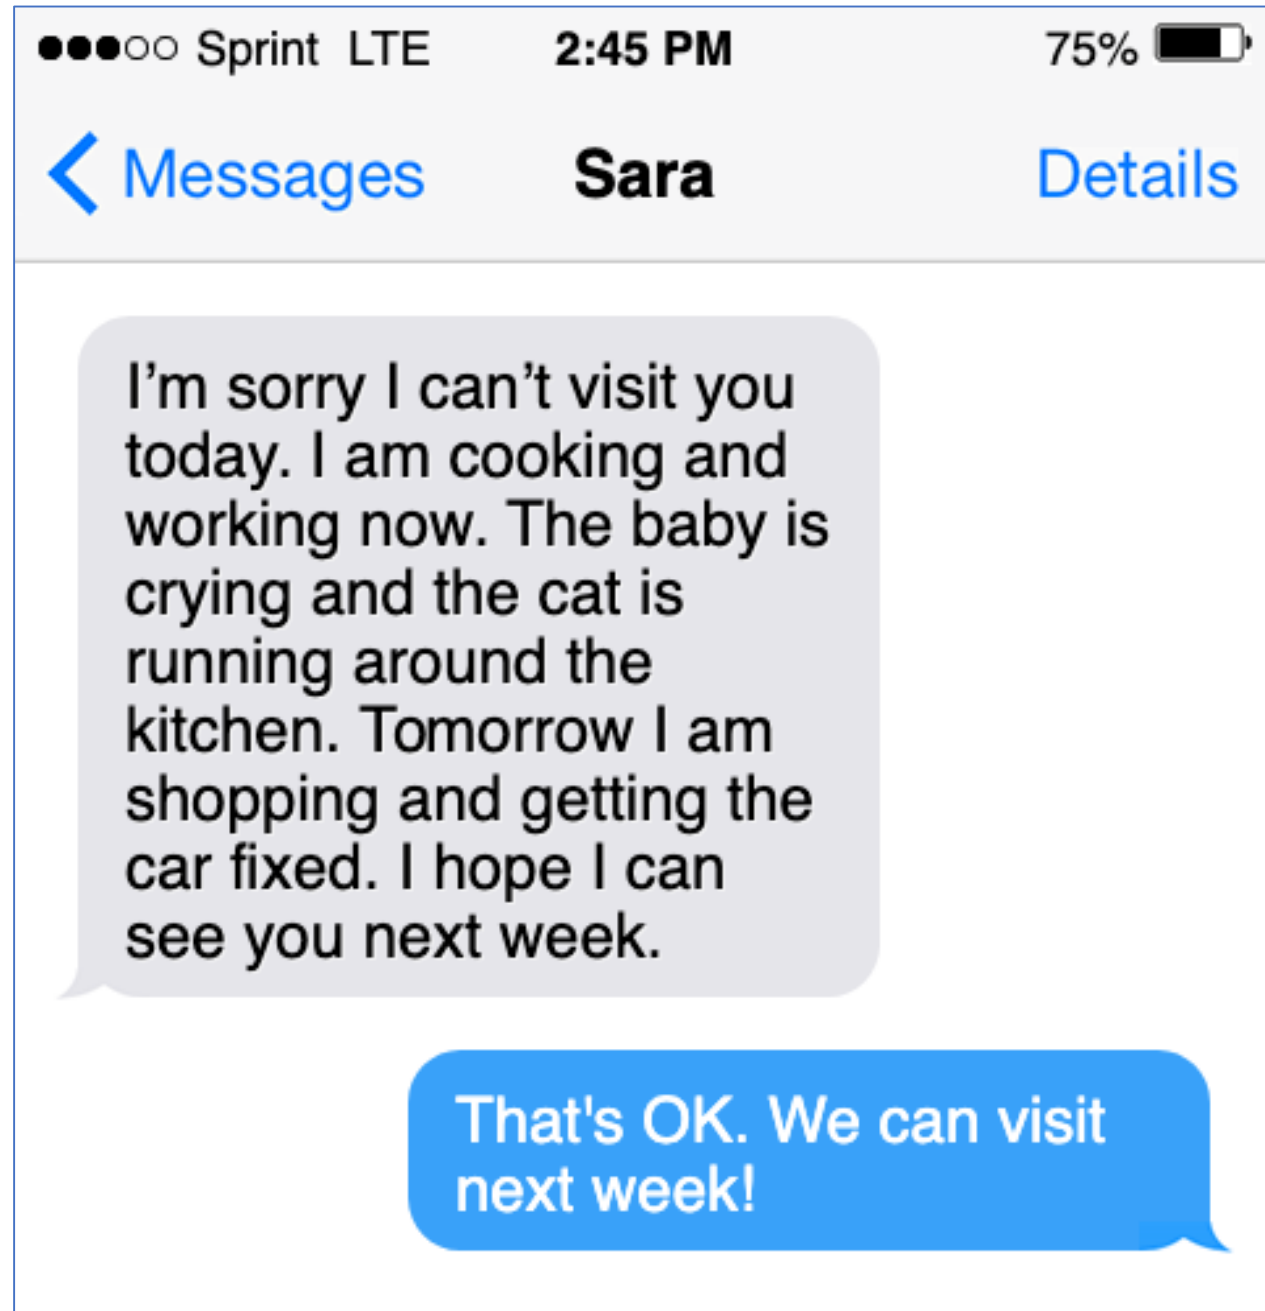 Sprint LTE 2:45 PM 75%
Messages Sara Details
I’m sorry I can’t visit you
today. I am cooking and
working now. The baby is
crying and the cat is
running around the
kitchen. Tomorrow I am
shopping and getting the
car fixed. I hope I can
see you next week.
That's OK. We can visit
next week!